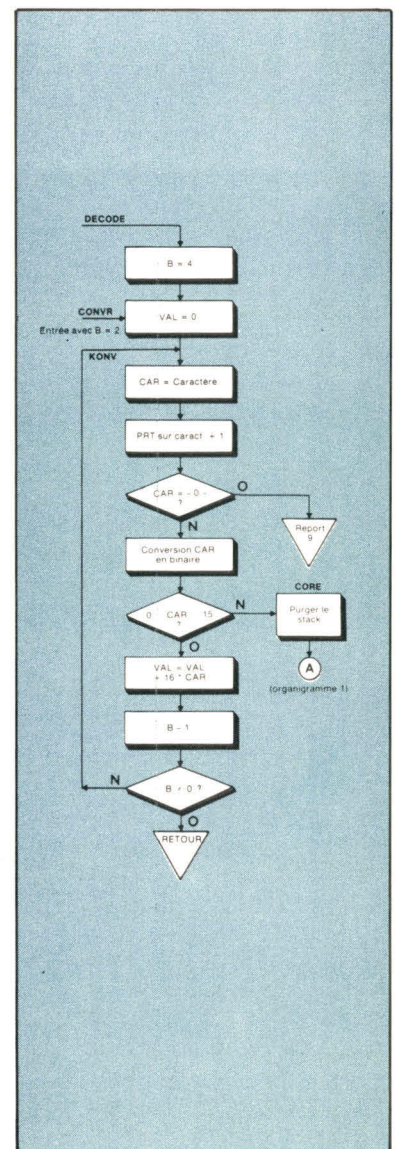 DECODE
B = 4
CONVR
Entrée avec B = 2
VAL = 0
KONV
CAR = Caractère
PRT sur caract. + 1
CAR = - 0 -
?
O
N
Report
9
Conversion CAR
en binaire
CORE
0 CAR 15
?
N
Purger le
stack
O
A
(organigramme 1)
VAL = VAL
+ 16 * CAR
B - 1
N
B ≠ 0 ?
O
RETOUR